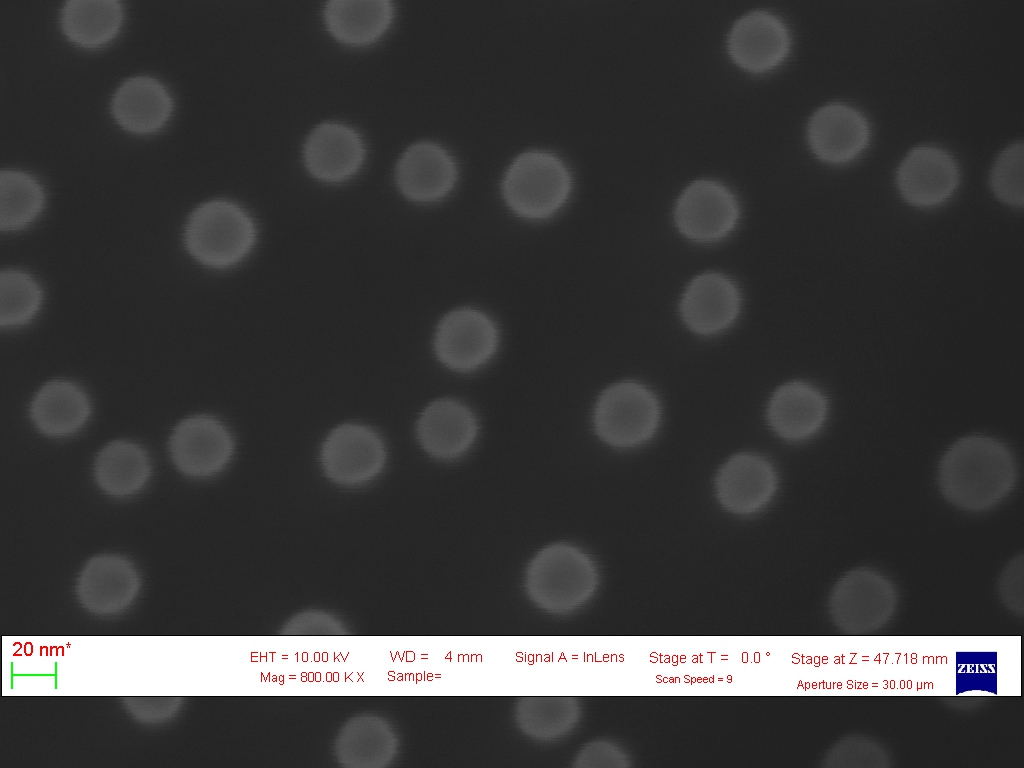 20 nm*
EHT = 10.00 kV WD = 4 mm Signal A = InLens Stage at T = 0.0 ° Stage at Z = 47.718 mm
Mag = 800.00 K X Sample= Scan Speed = 9 Aperture Size = 30.00 µm
ZEISS